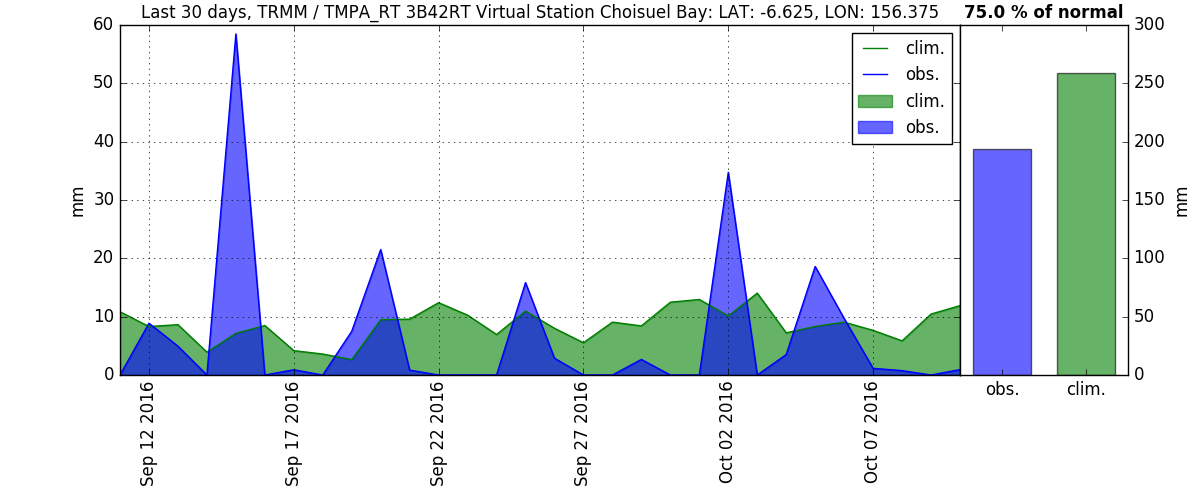 Last 30 days, TRMM / TMPA_RT 3B42RT Virtual Station Choisuel Bay: LAT: -6.625, LON: 156.375
75.0 % of normal
60
50
40
30
20
10
0
mm
clim.
obs.
clim.
obs.
Sep 12 2016
Sep 17 2016
Sep 22 2016
Sep 27 2016
Oct 02 2016
Oct 07 2016
300
250
200
150
100
50
0
mm
obs.
clim.